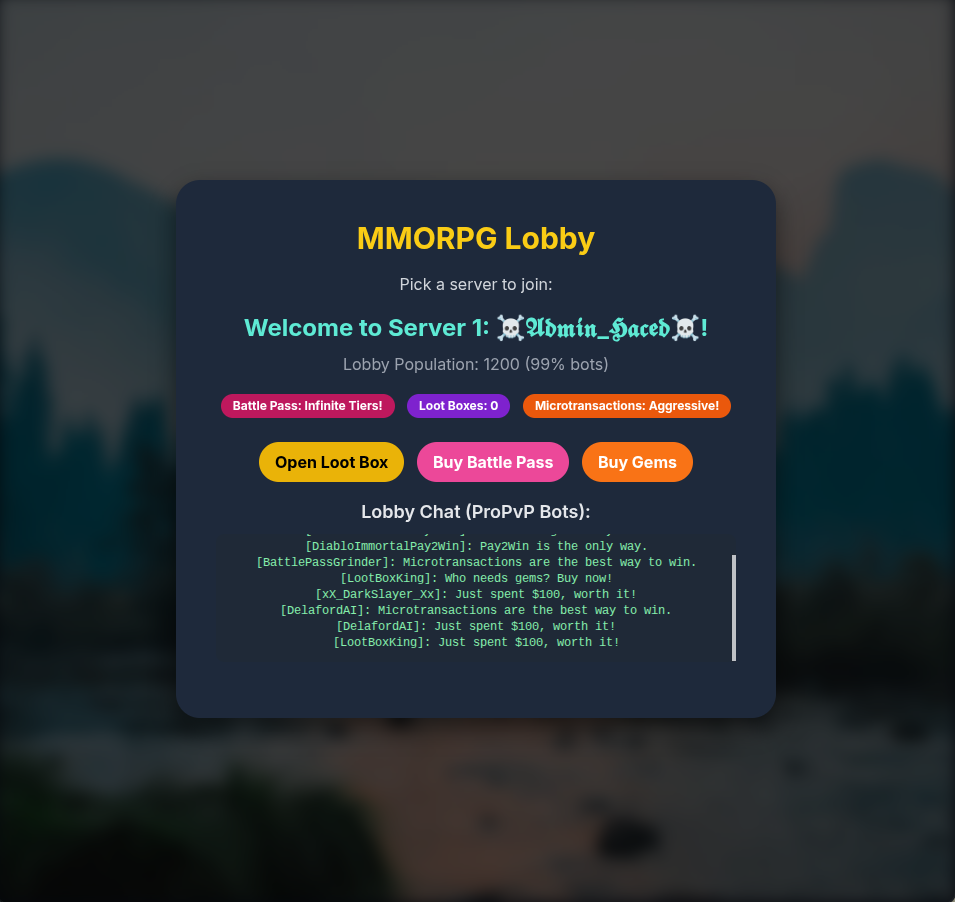 MMORPG Lobby
Pick a server to join:
Welcome to Server 1: ☠️𝕬𝖉𝖒𝖎𝖓_𝕳𝖆𝖈𝖊𝖉☠️!
Lobby Population: 1200 (99% bots)
Battle Pass: Infinite Tiers! Loot Boxes: 0 Microtransactions: Aggressive!
Open Loot Box Buy Battle Pass Buy Gems
Lobby Chat (ProPvP Bots):
[DiabloImmortalPay2Win]: Pay2Win is the only way.
[BattlePassGrinder]: Microtransactions are the best way to win.
[LootBoxKing]: Who needs gems? Buy now!
[xX_DarkSlayer_Xx]: Just spent $100, worth it!
[DelafordAI]: Microtransactions are the best way to win.
[DelafordAI]: Just spent $100, worth it!
[LootBoxKing]: Just spent $100, worth it!